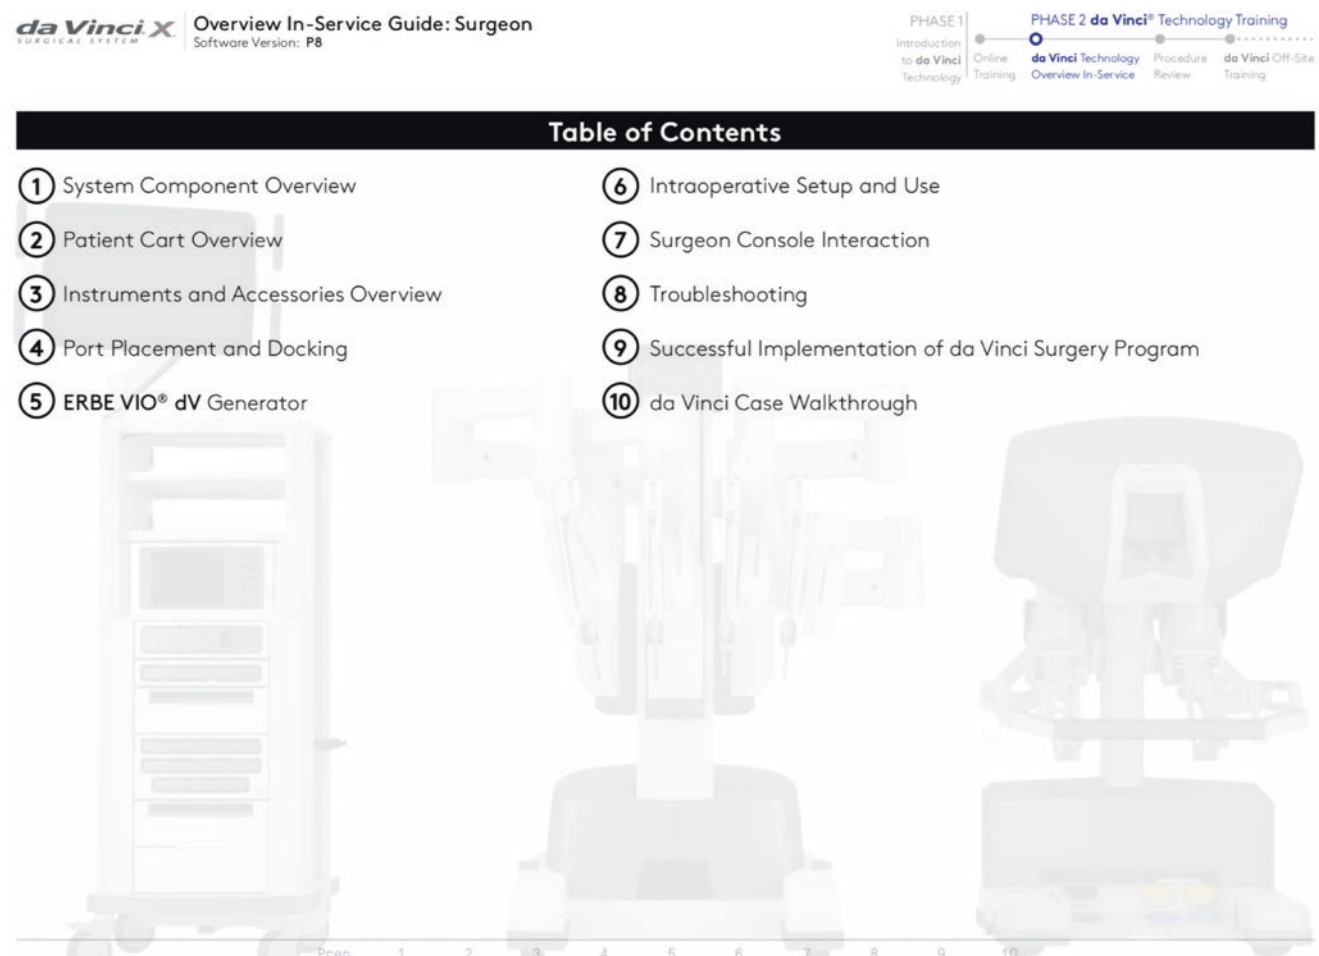 da Vinci X
SURGICAL SYSTEM
Overview In-Service Guide: Surgeon
Software Version: P8
PHASE 1
Introduction
to da Vinci
Technology
PHASE 2 da Vinci® Technology Training
Online
Training
da Vinci Technology
Overview In-Service
Procedure
Review
da Vinci Off-Site
Training
Table of Contents
1 System Component Overview
2 Patient Cart Overview
3 Instruments and Accessories Overview
4 Port Placement and Docking
5 ERBE VIO® dV Generator
6 Intraoperative Setup and Use
7 Surgeon Console Interaction
8 Troubleshooting
9 Successful Implementation of da Vinci Surgery Program
10 da Vinci Case Walkthrough
Prep 1 2 3 4 5 6 7 8 9 10